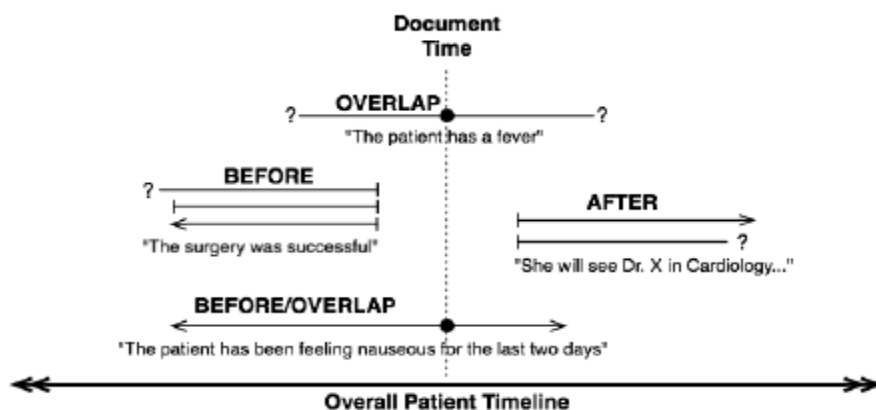 Document
Time
OVERLAP
? ?
"The patient has a fever"
? BEFORE
AFTER
?
"The surgery was successful"
"She will see Dr. X in Cardiology..."
BEFORE/OVERLAP
"The patient has been feeling nauseous for the last two days"
Overall Patient Timeline